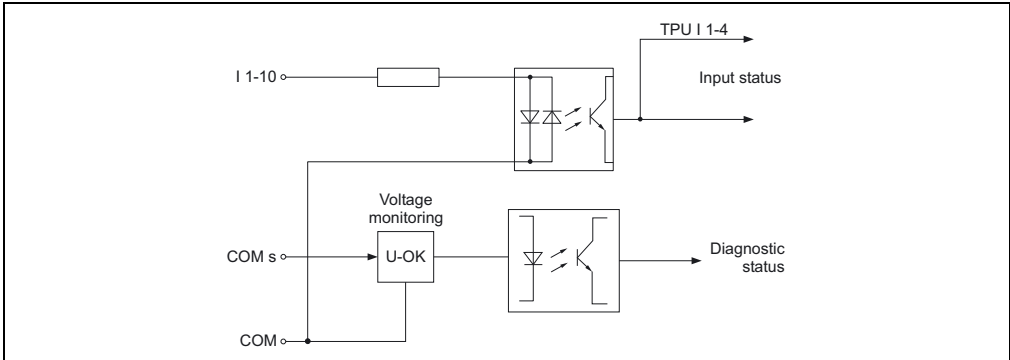 TPU I 1-4
I 1-10
Input status
Voltage
monitoring
COM s
U-OK
Diagnostic
status
COM